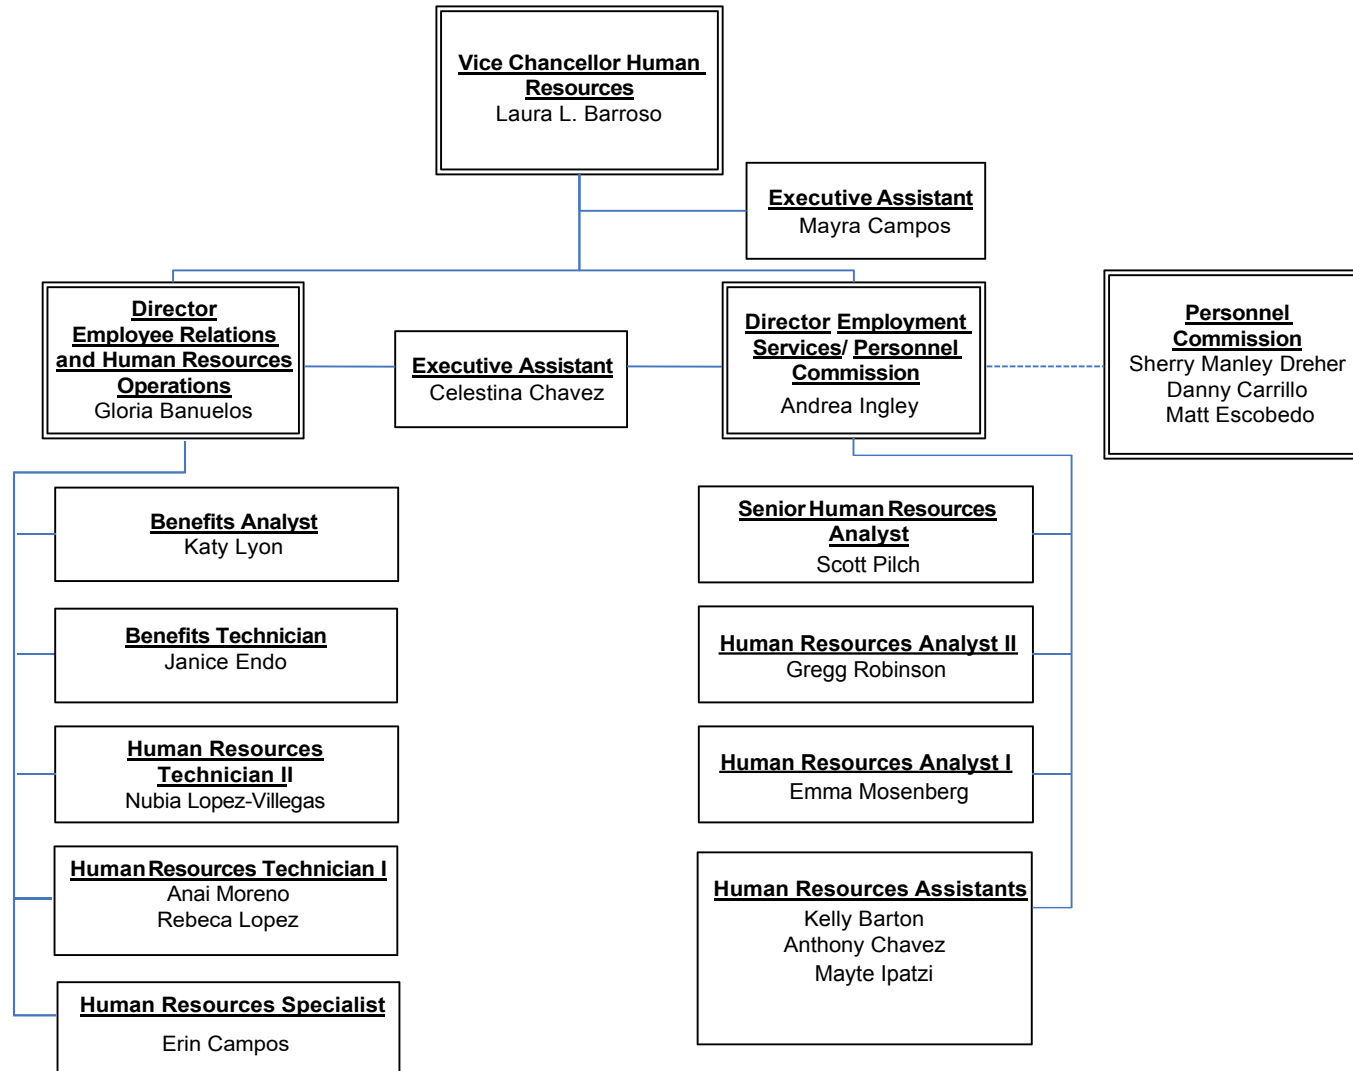 Vice Chancellor Human
Resources
Laura L. Barroso
Executive Assistant
Mayra Campos
Director
Employee Relations
and Human Resources
Operations
Gloria Banuelos
Executive Assistant
Celestina Chavez
Director Employment
Services/ Personnel
Commission
Andrea Ingley
Personnel
Commission
Sherry Manley Dreher
Danny Carrillo
Matt Escobedo
Benefits Analyst
Katy Lyon
Benefits Technician
Janice Endo
Human Resources
Technician II
Nubia Lopez-Villegas
Human Resources Technician I
Anai Moreno
Rebeca Lopez
Human Resources Specialist
Erin Campos
Senior Human Resources
Analyst
Scott Pilch
Human Resources Analyst II
Gregg Robinson
Human Resources Analyst I
Emma Mosenberg
Human Resources Assistants
Kelly Barton
Anthony Chavez
Mayte Ipatzi